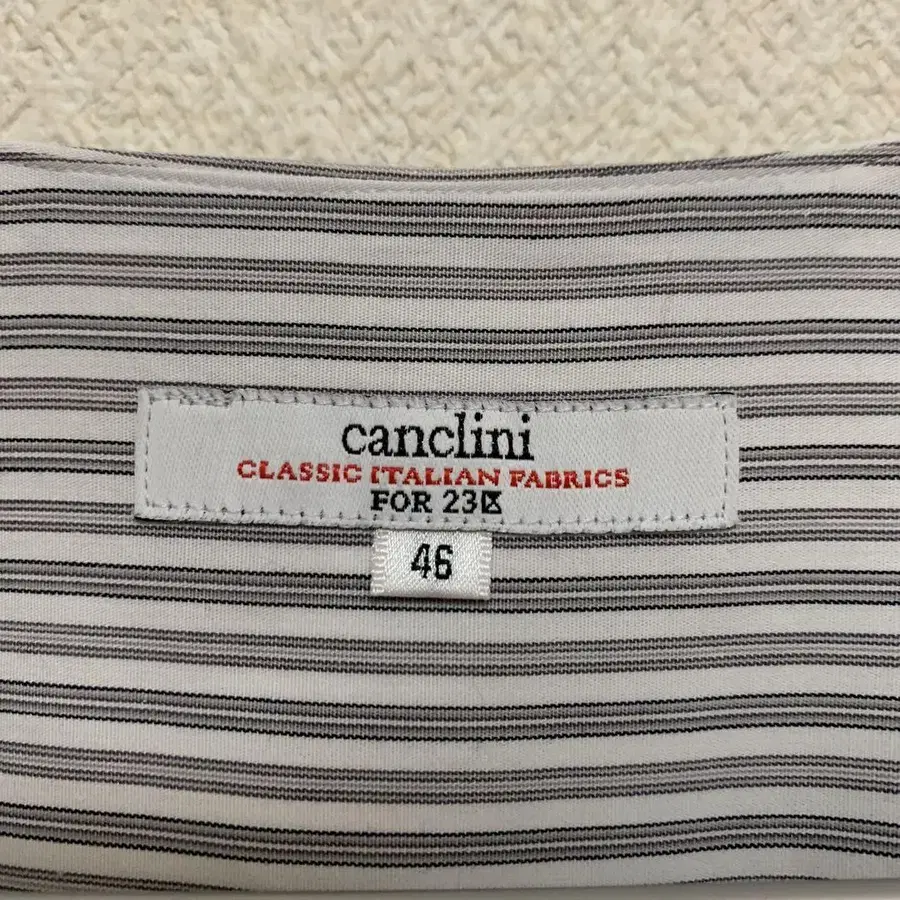 canclini
CLASSIC ITALIAN FABRICS
FOR 23区
46